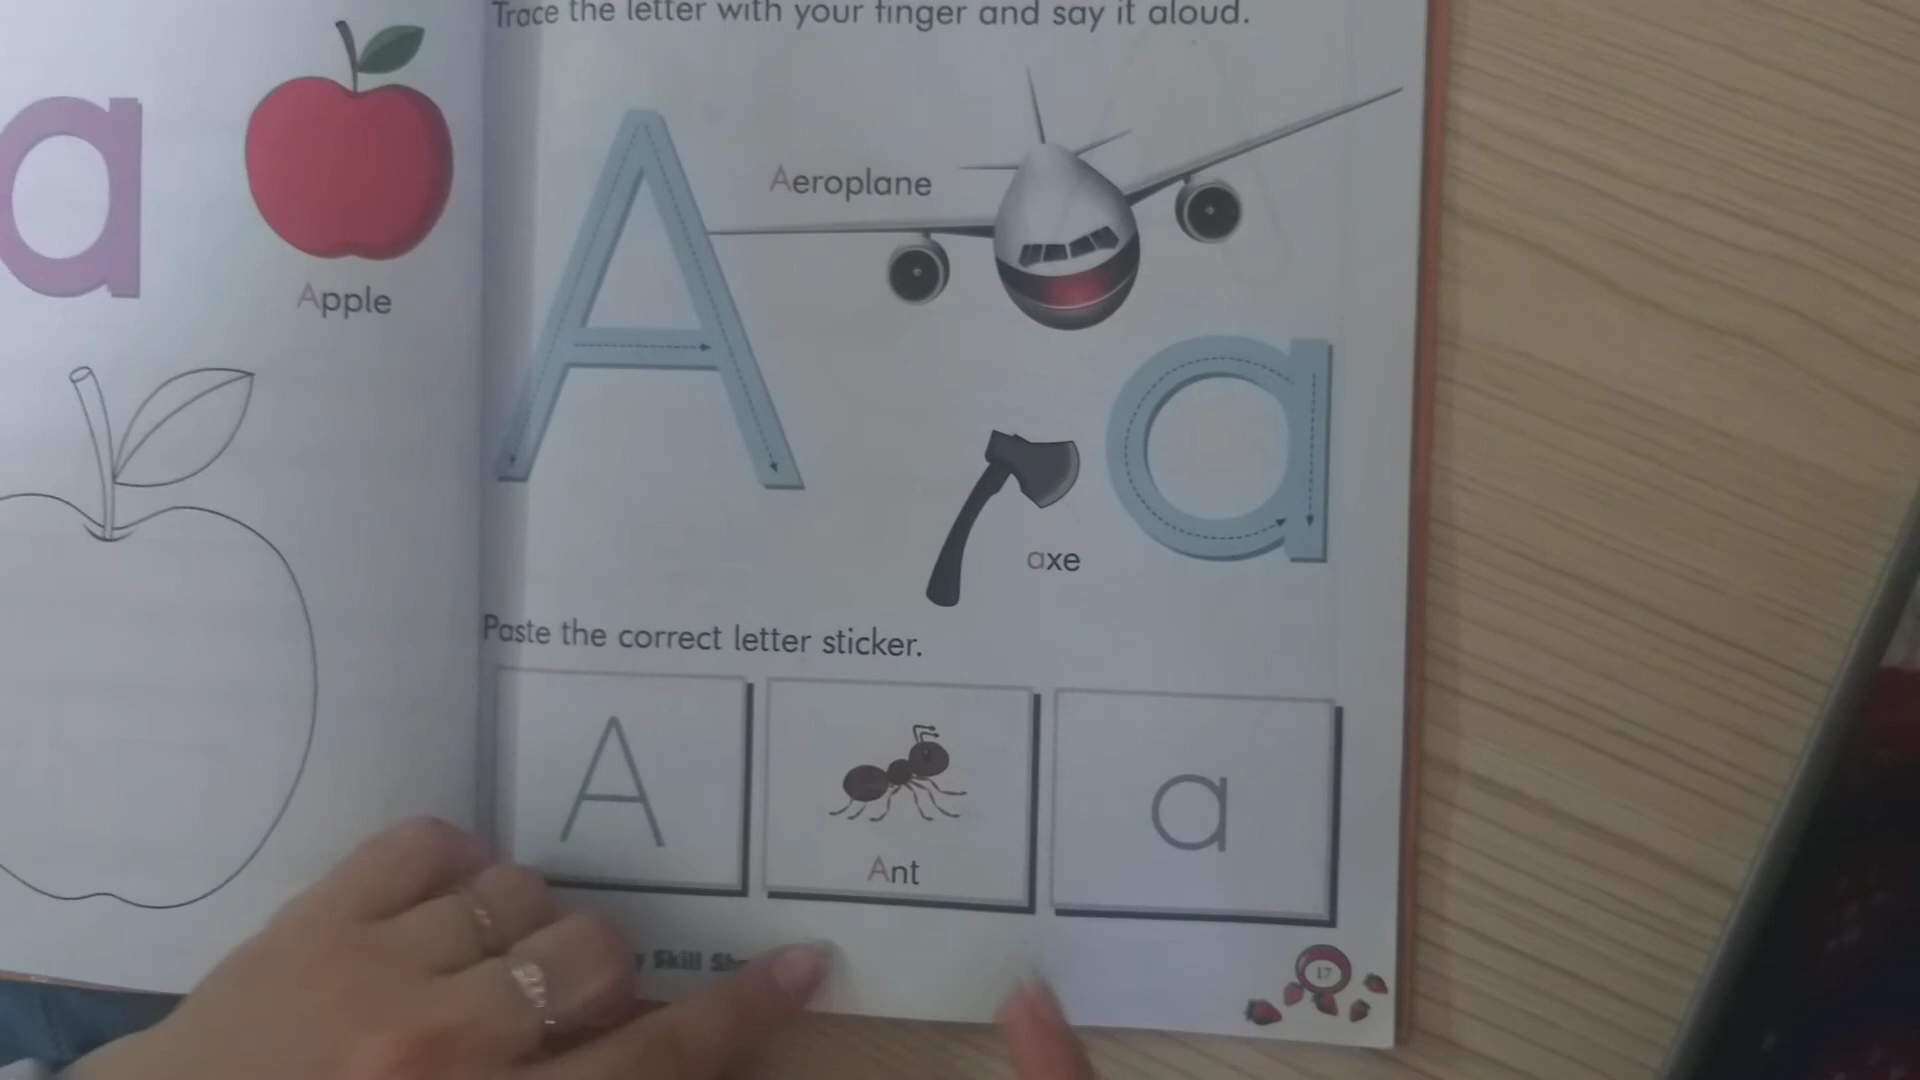 a
Apple
Trace the letter with your finger and say it aloud.
A
Aeroplane
a
axe
Paste the correct letter sticker.
A
Ant
a
Skill
17